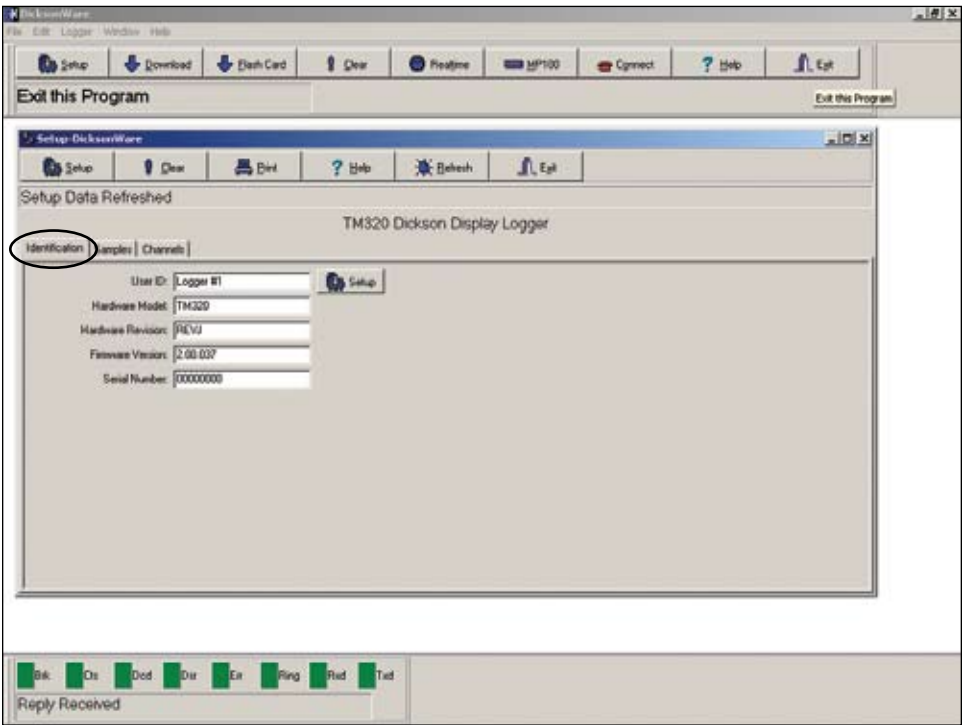 DicksonWare
File Edit Logger Window Help
Setup Download Flash Card Clear Realtime MP100 Connect Help Exit
Exit this Program
Exit this Program
Setup-DicksonWare
Setup Clear Print Help Refresh Exit
Setup Data Refreshed
TM320 Dickson Display Logger
Identification Samples Channels
User ID: Logger #1 Setup
Hardware Model: TM320
Hardware Revision: REVJ
Firmware Version: 2.00.037
Serial Number: 00000000
Brk Cts Dcd Dsr Err Ring Rxd Txd
Reply Received